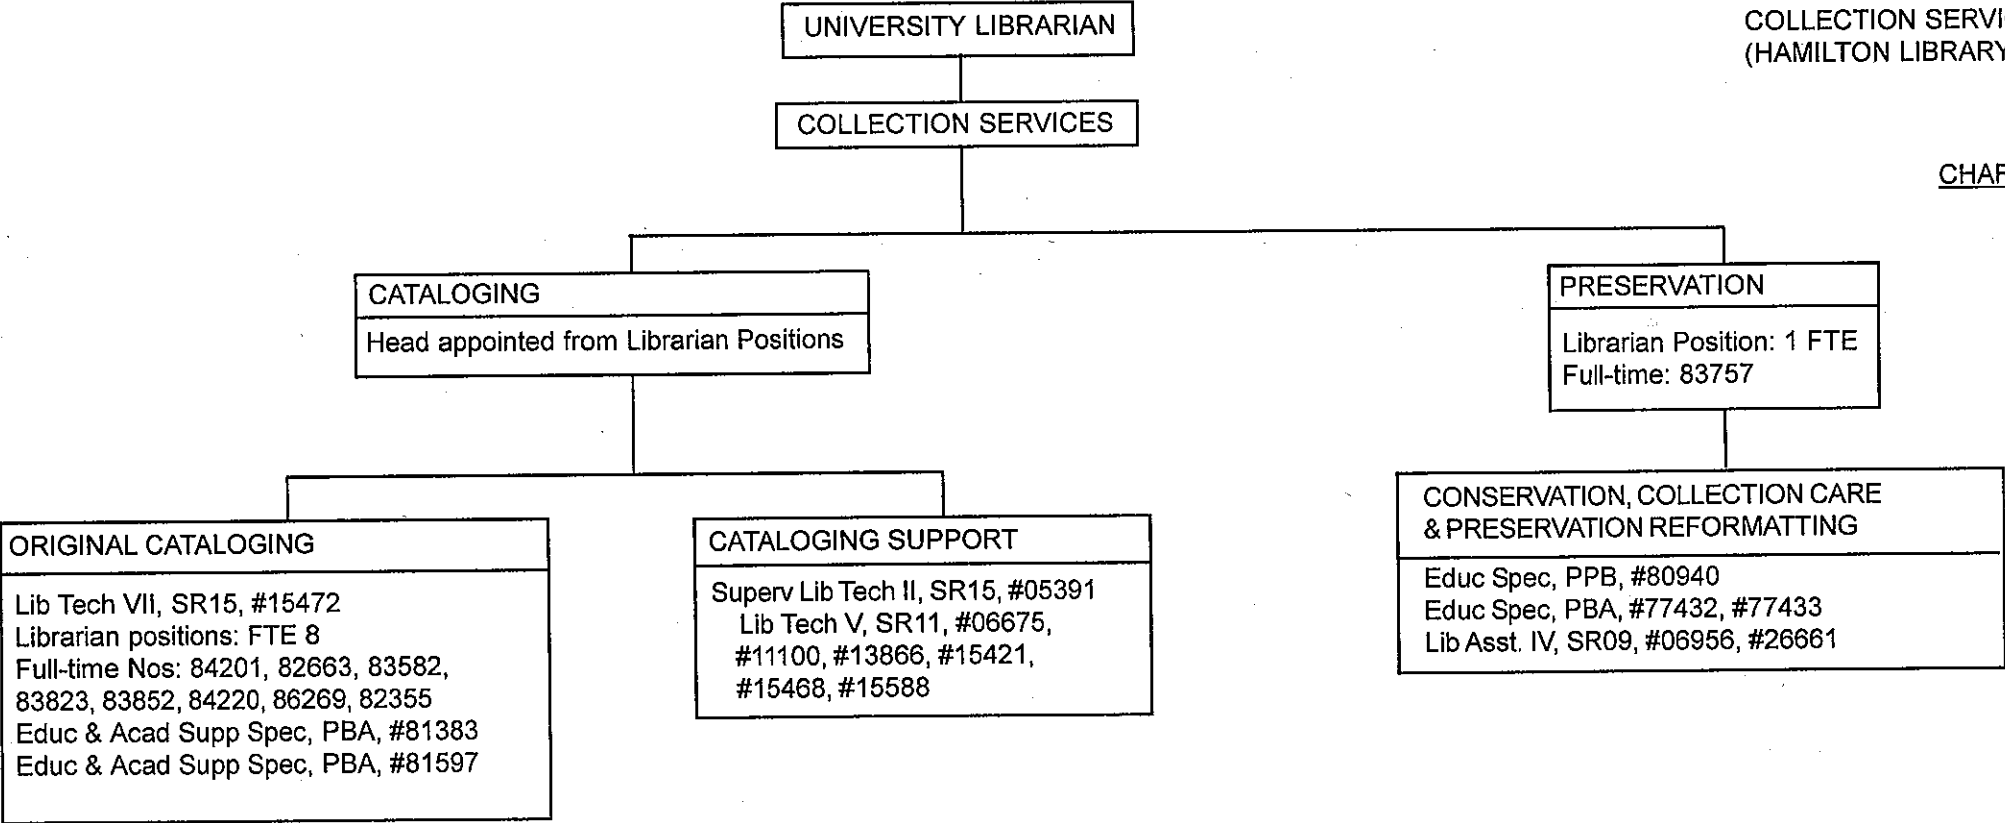 UNIVERSITY LIBRARIAN
COLLECTION SERVI
(HAMILTON LIBRARY
COLLECTION SERVICES
CATALOGING
Head appointed from Librarian Positions
PRESERVATION
Librarian Position: 1 FTE
Full-time: 83757
ORIGINAL CATALOGING
Lib Tech VII, SR15, #15472
Librarian positions: FTE 8
Full-time Nos: 84201, 82663, 83582,
83823, 83852, 84220, 86269, 82355
Educ & Acad Supp Spec, PBA, #81383
Educ & Acad Supp Spec, PBA, #81597
CATALOGING SUPPORT
Superv Lib Tech II, SR15, #05391
Lib Tech V, SR11, #06675,
#11100, #13866, #15421,
#15468, #15588
CONSERVATION, COLLECTION CARE
& PRESERVATION REFORMATTING
Educ Spec, PPB, #80940
Educ Spec, PBA, #77432, #77433
Lib Asst. IV, SR09, #06956, #26661